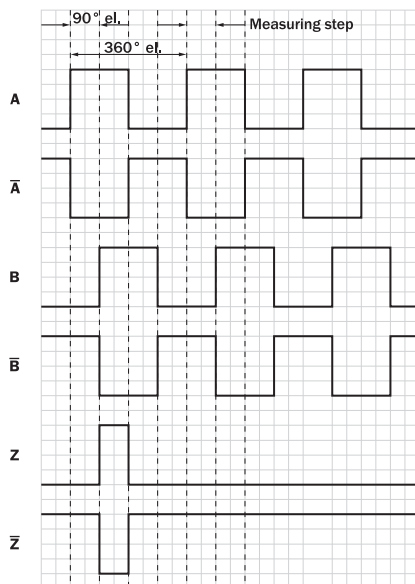 90° el.
Measuring step
360° el.
A
A̅
B
B̅
Z
Z̅